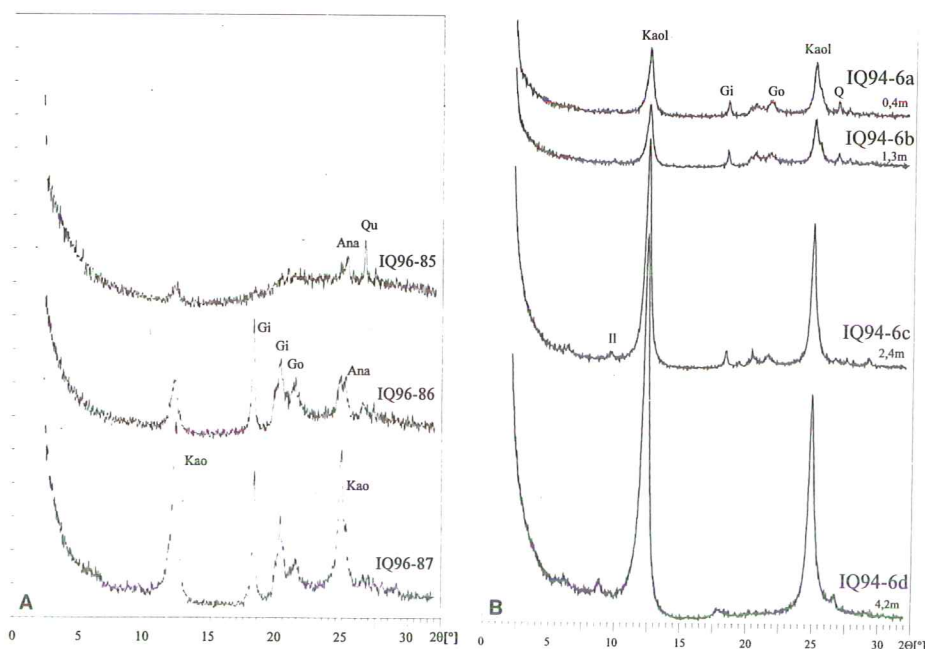 Qu
Ana
IQ96-85
Gi
Gi
Go
Ana
IQ96-86
Kao
Kao
IQ96-87
A
0 5 10 15 20 25 2θ[°]
Kaol
Kaol
IQ94-6a
Gi
Go
Q
0,4m
IQ94-6b
1,3m
IQ94-6c
Il
2,4m
IQ94-6d
B
4,2m
0 5 10 15 20 25 2Θ[°]